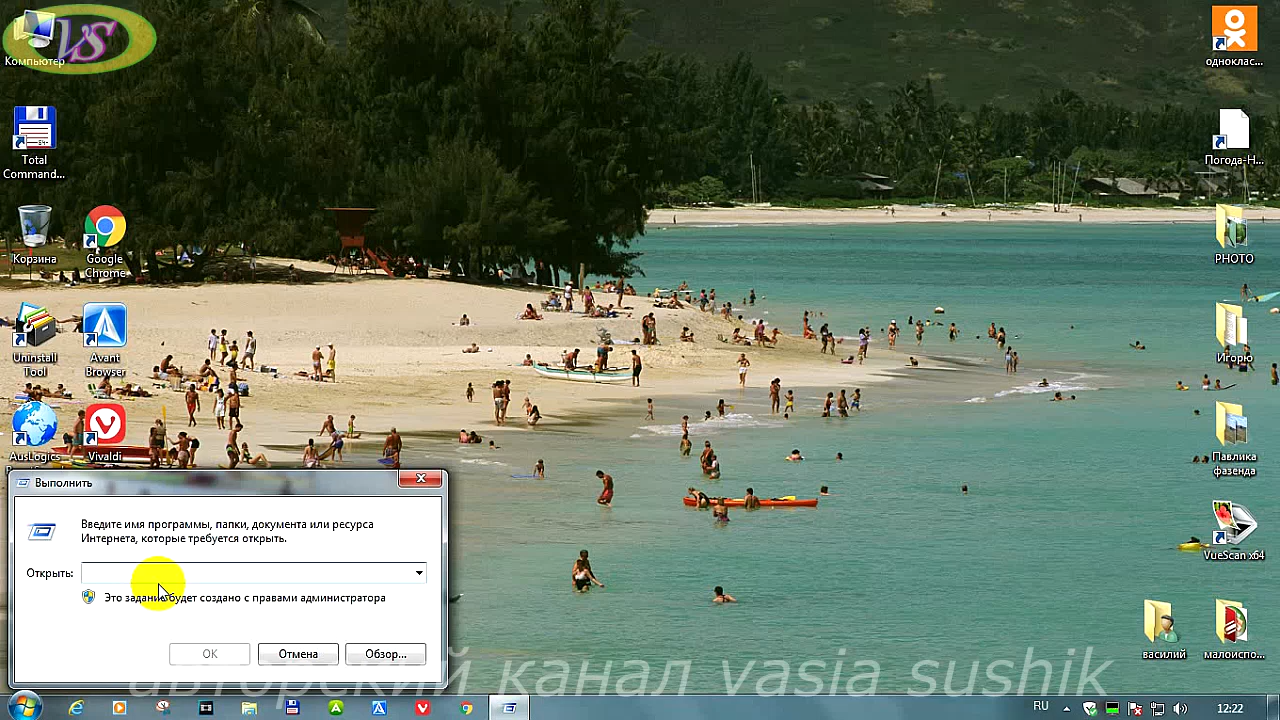 VS
Компьютер
одноклас...
Total
Command...
Погода-Н...
Корзина
Google
Chrome
PHOTO
Uninstall
Tool
Avant
Browser
Игорю
AusLogics
Vivaldi
Павлика
фазенда
Выполнить
Введите имя программы, папки, документа или ресурса
Интернета, которые требуется открыть.
Открыть:
Это задание будет создано с правами администратора
OK
Отмена
Обзор...
VueScan x64
василий
малоиспо...
авторский канал vasia sushik
RU
12:22